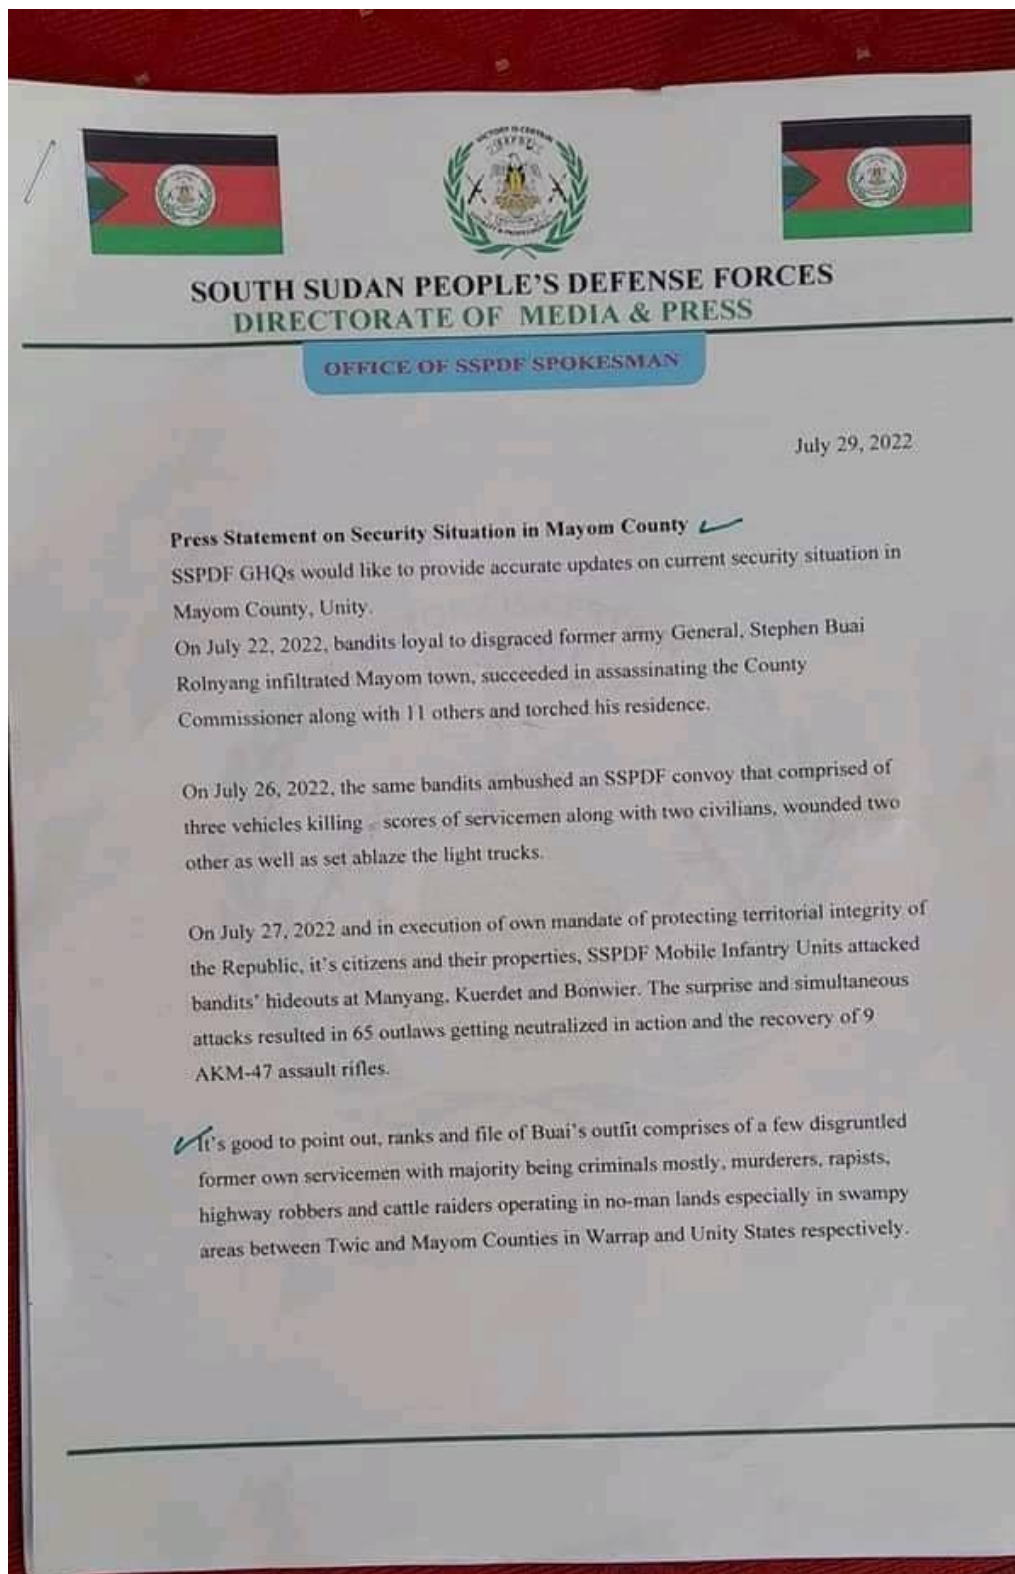 VICTORY IS CERTAIN
SSPDF
SOUTH SUDAN PEOPLE'S DEFENSE FORCES
DIRECTORATE OF MEDIA & PRESS
OFFICE OF SSPDF SPOKESMAN
July 29, 2022
Press Statement on Security Situation in Mayom County
SSPDF GHQs would like to provide accurate updates on current security situation in
Mayom County, Unity.
On July 22, 2022, bandits loyal to disgraced former army General, Stephen Buai
Rolnyang infiltrated Mayom town, succeeded in assassinating the County
Commissioner along with 11 others and torched his residence.
On July 26, 2022, the same bandits ambushed an SSPDF convoy that comprised of
three vehicles killing scores of servicemen along with two civilians, wounded two
other as well as set ablaze the light trucks.
On July 27, 2022 and in execution of own mandate of protecting territorial integrity of
the Republic, it's citizens and their properties, SSPDF Mobile Infantry Units attacked
bandits' hideouts at Manyang, Kuerdet and Bonwier. The surprise and simultaneous
attacks resulted in 65 outlaws getting neutralized in action and the recovery of 9
AKM-47 assault rifles.
It's good to point out, ranks and file of Buai's outfit comprises of a few disgruntled
former own servicemen with majority being criminals mostly, murderers, rapists,
highway robbers and cattle raiders operating in no-man lands especially in swampy
areas between Twic and Mayom Counties in Warrap and Unity States respectively.